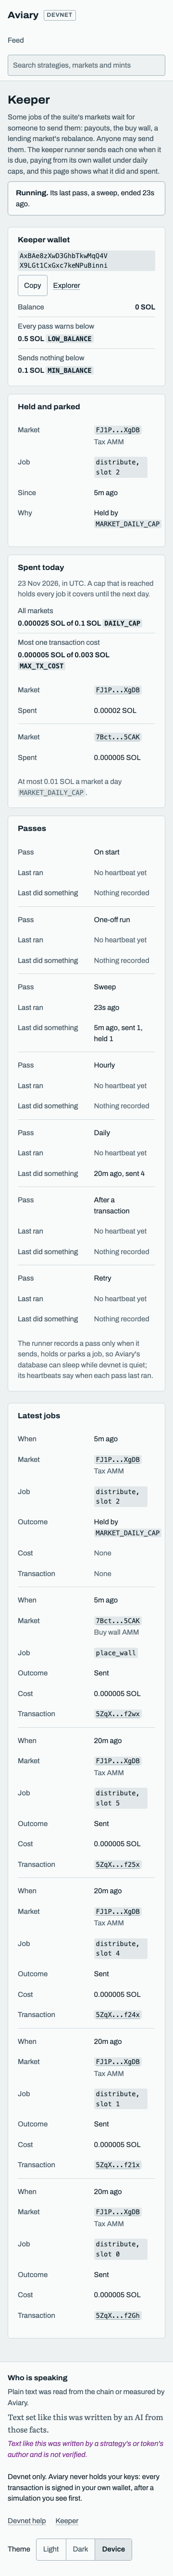 Aviary DEVNET
Feed
Search strategies, markets and mints
Keeper
Some jobs of the suite's markets wait for
someone to send them: payouts, the buy wall, a
lending market's reserve. Anyone may send
them. The keeper runner sends each one when it
is due, paying from its own wallet under daily
caps, and this page shows what it did and spent.
Running. Its last pass, a sweep, ended 23s
ago.
Keeper wallet
AxBAe8zXwD3GhbTkwMqQ4V
X9LGt1CxGxc7keNPuBinni
Copy Explorer
Balance 0 SOL
Every pass warns below
0.5 SOL LOW_BALANCE
Sends nothing below
0.1 SOL MIN_BALANCE
Held and parked
Market FJ1P...XgDB
Tax AMM
Job distribute,
slot 2
Since 5m ago
Why Held by
MARKET_DAILY_CAP
Spent today
23 Nov 2026, in UTC. A cap that is reached
holds every job it covers until the next day.
All markets
0.000025 SOL of 0.1 SOL DAILY_CAP
Most one transaction cost
0.000005 SOL of 0.003 SOL
MAX_TX_COST
Market FJ1P...XgDB
Spent 0.00002 SOL
Market 7Bct...5CAK
Spent 0.000005 SOL
At most 0.01 SOL a market a day
MARKET_DAILY_CAP.
Passes
Pass On start
Last ran No heartbeat yet
Last did something Nothing recorded
Pass One-off run
Last ran No heartbeat yet
Last did something Nothing recorded
Pass Sweep
Last ran 23s ago
Last did something 5m ago, sent 1,
held 1
Pass Hourly
Last ran No heartbeat yet
Last did something Nothing recorded
Pass Daily
Last ran No heartbeat yet
Last did something 20m ago, sent 4
Pass After a
transaction
Last ran No heartbeat yet
Last did something Nothing recorded
Pass Retry
Last ran No heartbeat yet
Last did something Nothing recorded
The runner records a pass only when it
sends, holds or parks a job, so Aviary's
database can sleep while devnet is quiet;
its heartbeats say when each pass last ran.
Latest jobs
When 5m ago
Market FJ1P...XgDB
Tax AMM
Job distribute,
slot 2
Outcome Held by
MARKET_DAILY_CAP
Cost None
Transaction None
When 5m ago
Market 7Bct...5CAK
Buy wall AMM
Job place_wall
Outcome Sent
Cost 0.000005 SOL
Transaction 5ZqX...f2wx
When 20m ago
Market FJ1P...XgDB
Tax AMM
Job distribute,
slot 5
Outcome Sent
Cost 0.000005 SOL
Transaction 5ZqX...f25x
When 20m ago
Market FJ1P...XgDB
Tax AMM
Job distribute,
slot 4
Outcome Sent
Cost 0.000005 SOL
Transaction 5ZqX...f24x
When 20m ago
Market FJ1P...XgDB
Tax AMM
Job distribute,
slot 1
Outcome Sent
Cost 0.000005 SOL
Transaction 5ZqX...f21x
When 20m ago
Market FJ1P...XgDB
Tax AMM
Job distribute,
slot 0
Outcome Sent
Cost 0.000005 SOL
Transaction 5ZqX...f2Gh
Who is speaking
Plain text was read from the chain or measured by
Aviary.
Text set like this was written by an AI from
those facts.
Text like this was written by a strategy's or token's
author and is not verified.
Devnet only. Aviary never holds your keys: every
transaction is signed in your own wallet, after a
simulation you see first.
Devnet help Keeper
Theme Light Dark Device